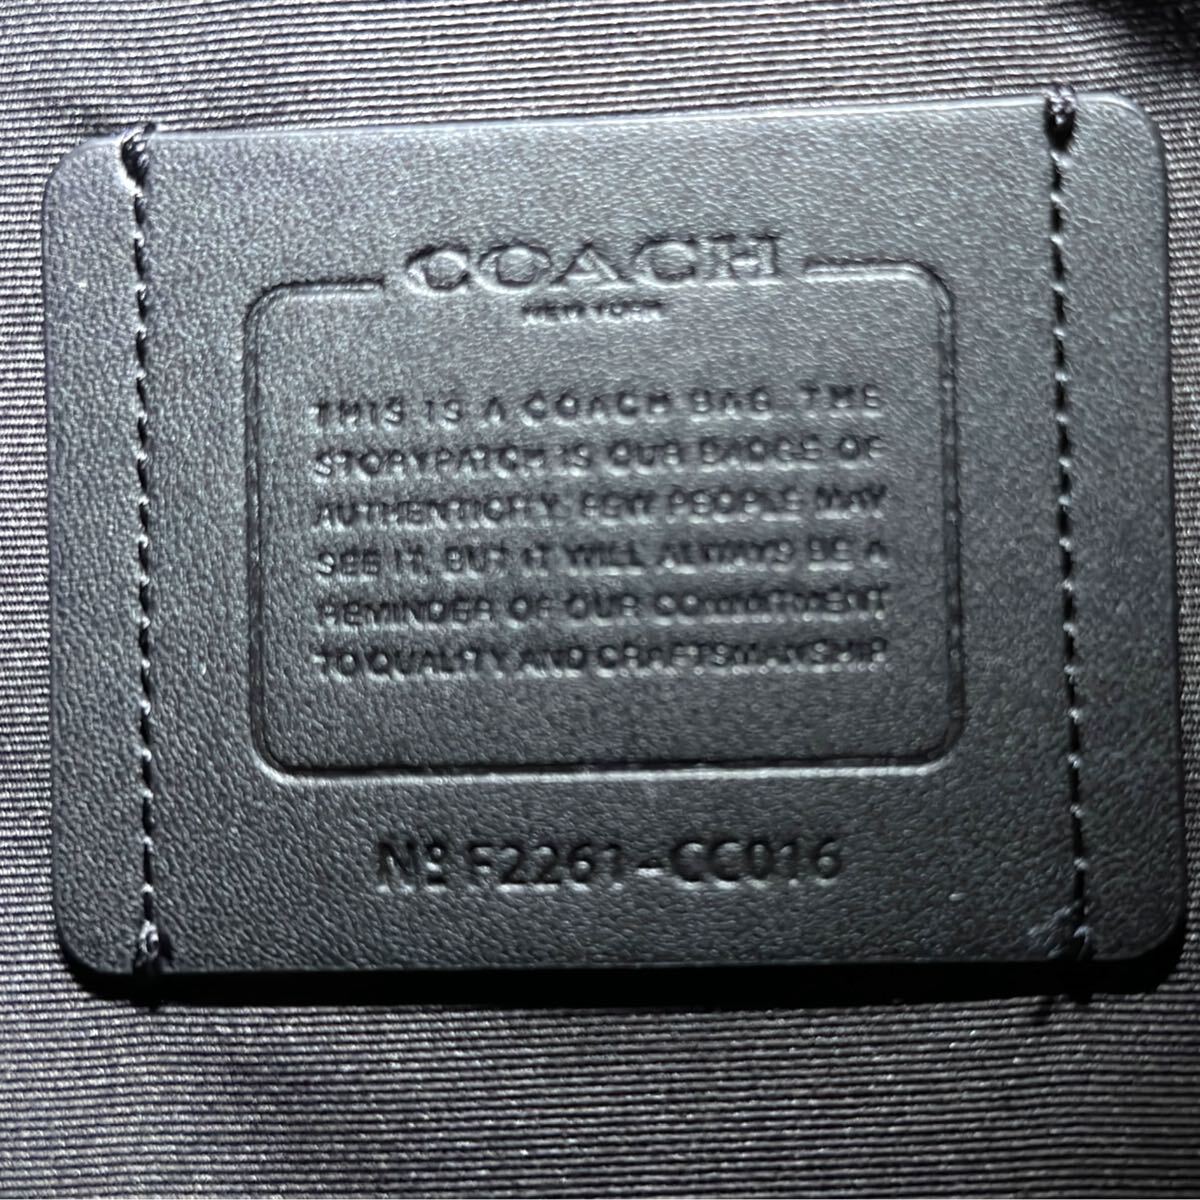 COACH
NEW YORK
THIS IS A COACH BAG. THE
STORYPATCH IS OUR BADGE OF
AUTHENTICITY. FEW PEOPLE MAY
SEE IT, BUT IT WILL ALWAYS BE A
REMINDER OF OUR COMMITMENT
TO QUALITY AND CRAFTSMANSHIP
Nº F2261-CC016